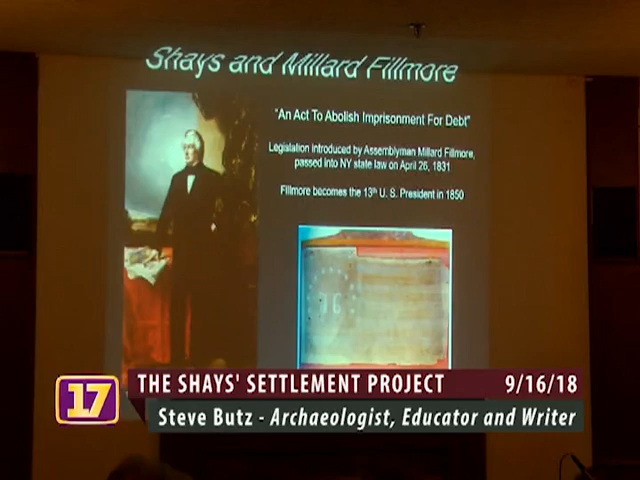 Shays and Millard Fillmore
"An Act To Abolish Imprisonment For Debt"
Legislation introduced by Assemblyman Millard Fillmore,
passed into NY state law on April 26, 1831
Fillmore becomes the 13th U. S. President in 1850
76
17
THE SHAYS' SETTLEMENT PROJECT 9/16/18
Steve Butz - Archaeologist, Educator and Writer